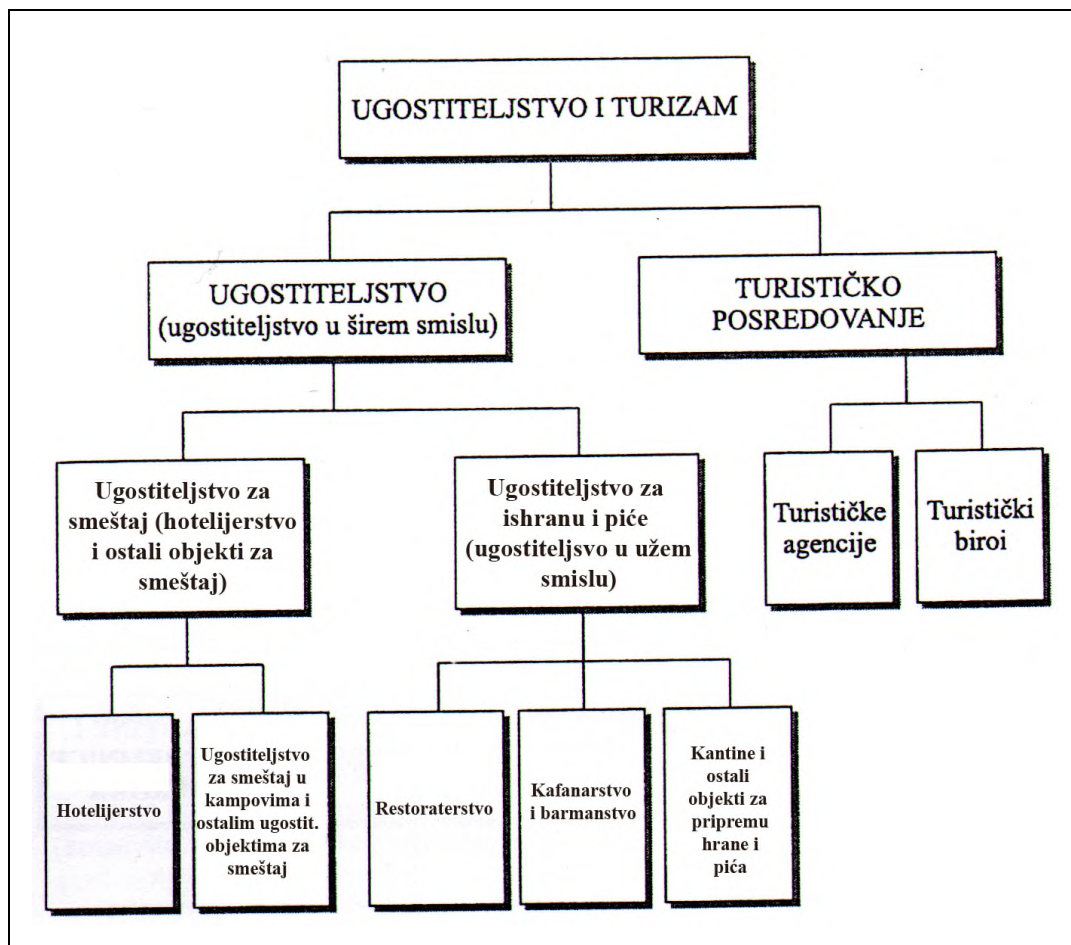 UGOSTITELJSTVO I TURIZAM
UGOSTITELJSTVO
(ugostiteljstvo u širem smislu)
TURISTIČKO
POSREDOVANJE
Ugostiteljstvo za
smeštaj (hotelijerstvo
i ostali objekti za
smeštaj)
Ugostiteljstvo za
ishranu i piće
(ugostiteljsvo u užem
smislu)
Turističke
agencije
Turistički
biroi
Hotelijerstvo
Ugostiteljstvo
za smeštaj u
kampovima i
ostalim ugostit.
objektima za
smeštaj
Restoraterstvo
Kafanarstvo
i barmanstvo
Kantine i
ostali
objekti za
pripremu
hrane i
pića